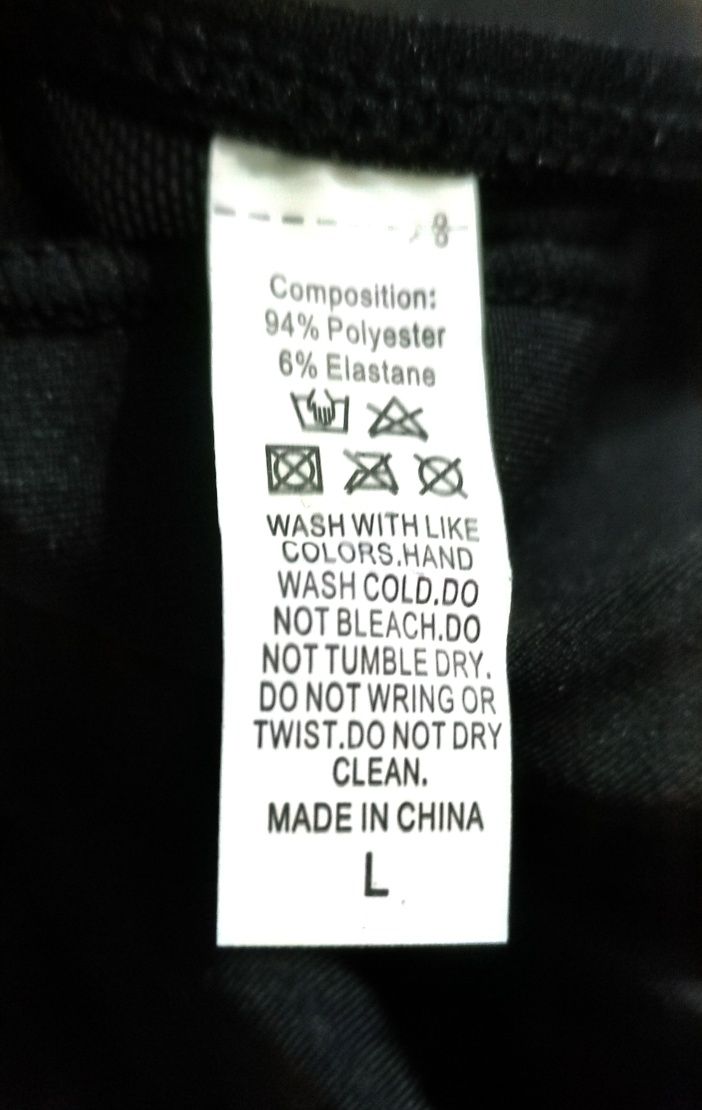 Composition:
94% Polyester
6% Elastane
WASH WITH LIKE
COLORS.HAND
WASH COLD.DO
NOT BLEACH.DO
NOT TUMBLE DRY.
DO NOT WRING OR
TWIST.DO NOT DRY
CLEAN.
MADE IN CHINA
L